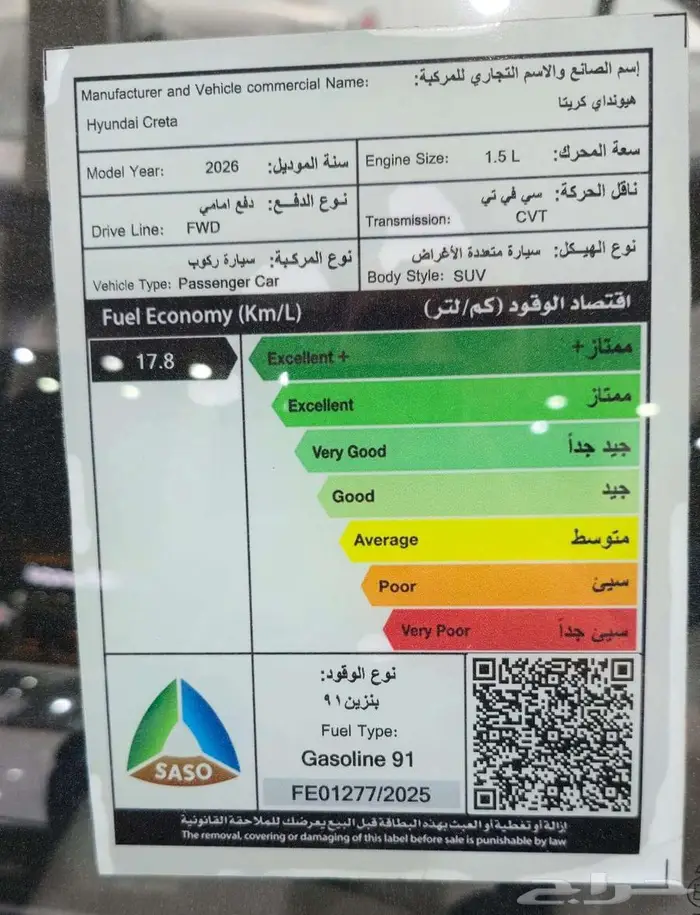 إسم الصانع والاسم التجاري للمركبة:
Manufacturer and Vehicle commercial Name:
هيونداي كريتا
Hyundai Creta
Model Year: 2026 سنة الموديل:
Engine Size: 1.5 L سعة المحرك:
نوع الدفع: دفع امامي
Drive Line: FWD
ناقل الحركة: سي في تي
Transmission: CVT
نوع المركبة: سيارة ركوب
Vehicle Type: Passenger Car
نوع الهيكل: سيارة متعددة الأغراض
Body Style: SUV
Fuel Economy (Km/L) اقتصاد الوقود (كم/لتر)
17.8
Excellent + ممتاز+
Excellent ممتاز
Very Good جيد جداً
Good جيد
Average متوسط
Poor سيئ
Very Poor سيئ جداً
SASO
نوع الوقود:
بنزين ٩١
Fuel Type:
Gasoline 91
FE01277/2025
إزالة أو تغطية أو العبث بهذه البطاقة قبل البيع يعرضك للملاحقة القانونية
The removal, covering or damaging of this label before sale is punishable by law
حراج